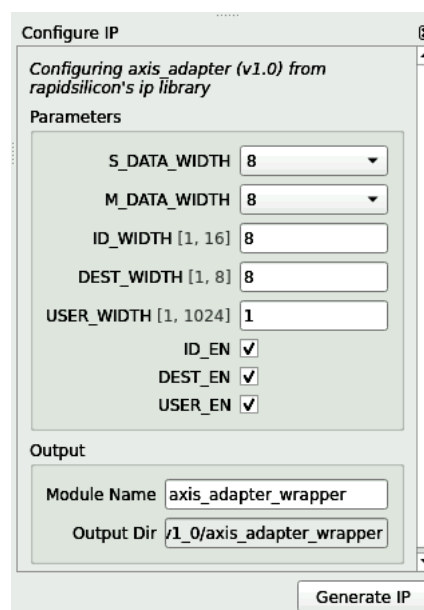 Configure IP
Configuring axis_adapter (v1.0) from
rapidsilicon's ip library
Parameters
S_DATA_WIDTH 8
M_DATA_WIDTH 8
ID_WIDTH [1, 16] 8
DEST_WIDTH [1, 8] 8
USER_WIDTH [1, 1024] 1
ID_EN
DEST_EN
USER_EN
Output
Module Name axis_adapter_wrapper
Output Dir v1_0/axis_adapter_wrapper
Generate IP